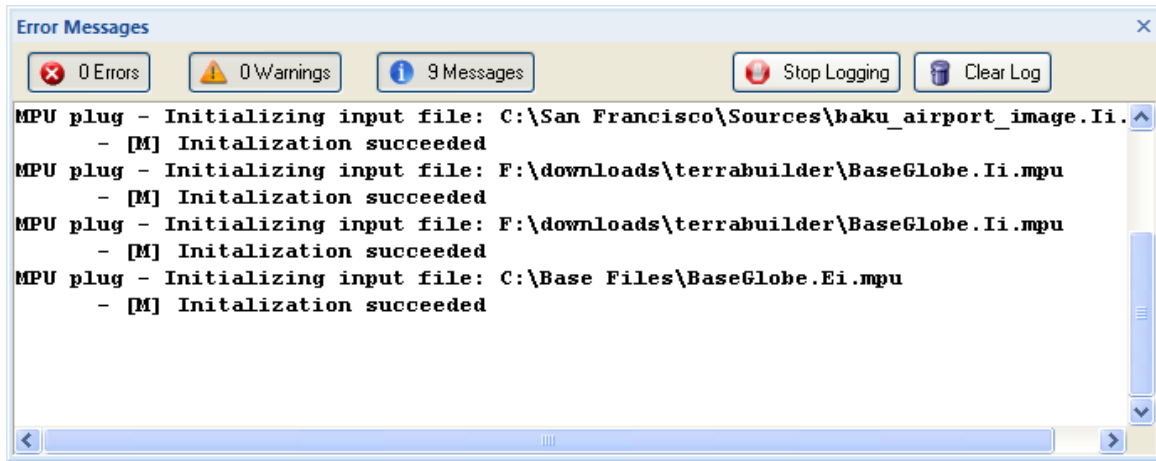 Error Messages
0 Errors
0 Warnings
9 Messages
Stop Logging
Clear Log
MPU plug - Initializing input file: C:\San Francisco\Sources\baku_airport_image.Ii.
- [M] Initalization succeeded
MPU plug - Initializing input file: F:\downloads\terrabuilder\BaseGlobe.Ii.mpu
- [M] Initalization succeeded
MPU plug - Initializing input file: F:\downloads\terrabuilder\BaseGlobe.Ii.mpu
- [M] Initalization succeeded
MPU plug - Initializing input file: C:\Base Files\BaseGlobe.Ei.mpu
- [M] Initalization succeeded